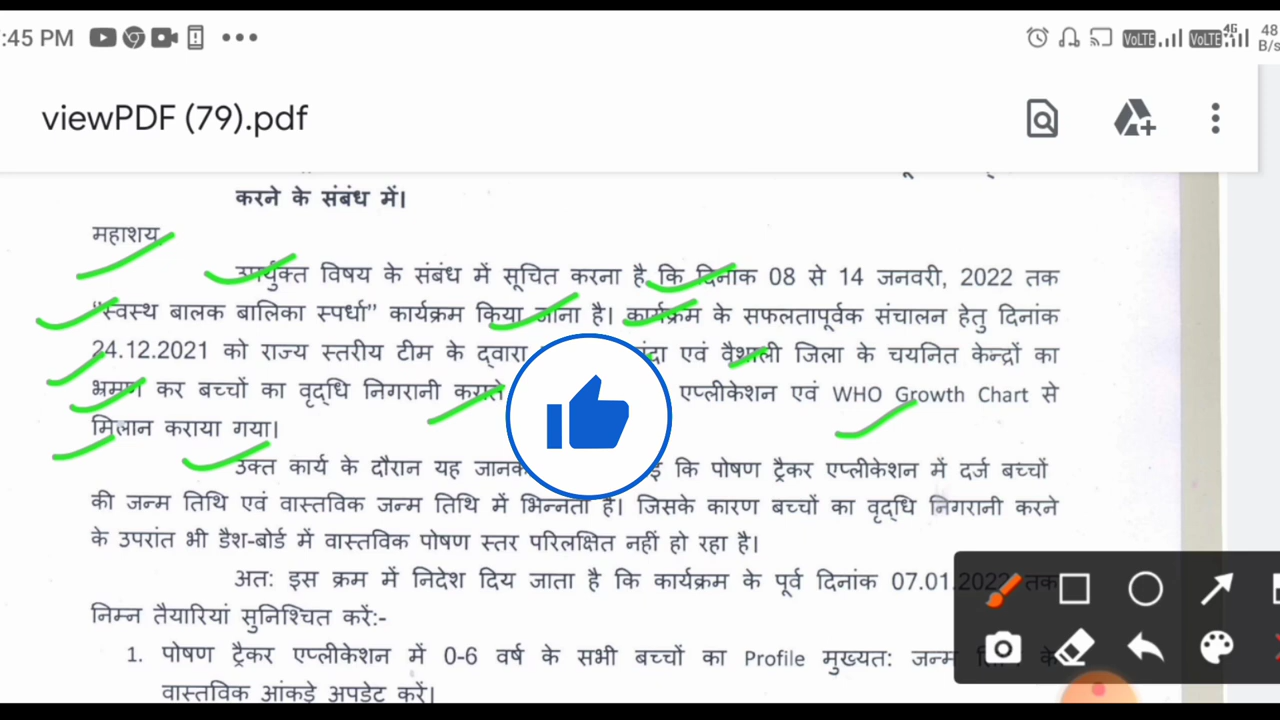 :45 PM
48 B/s
viewPDF (79).pdf
करने के संबंध में।
महाशय,
उपर्युक्त विषय के संबंध में सूचित करना है कि दिनांक 08 से 14 जनवरी, 2022 तक
“स्वस्थ बालक बालिका स्पर्धा” कार्यक्रम किया जाना है। कार्यक्रम के सफलतापूर्वक संचालन हेतु दिनांक
24.12.2021 को राज्य स्तरीय टीम के द्वारा एवं वैशाली जिला के चयनित केन्द्रों का
भ्रमण कर बच्चों का वृद्धि निगरानी कराते एप्लीकेशन एवं WHO Growth Chart से
मिलान कराया गया।
उक्त कार्य के दौरान यह कि पोषण ट्रैकर एप्लीकेशन में दर्ज बच्चों
की जन्म तिथि एवं वास्तविक जन्म तिथि में भिन्नता है। जिसके कारण बच्चों का वृद्धि निगरानी करने
के उपरांत भी डैश-बोर्ड में वास्तविक पोषण स्तर परिलक्षित नहीं हो रहा है।
अत: इस क्रम में निदेश दिय जाता है कि कार्यक्रम के पूर्व दिनांक 07.01.2022 तक
निम्न तैयारियां सुनिश्चित करें:-
1. पोषण ट्रैकर एप्लीकेशन में 0-6 वर्ष के सभी बच्चों का Profile मुख्यत: जन्म के
वास्तविक आंकड़े अपडेट करें।